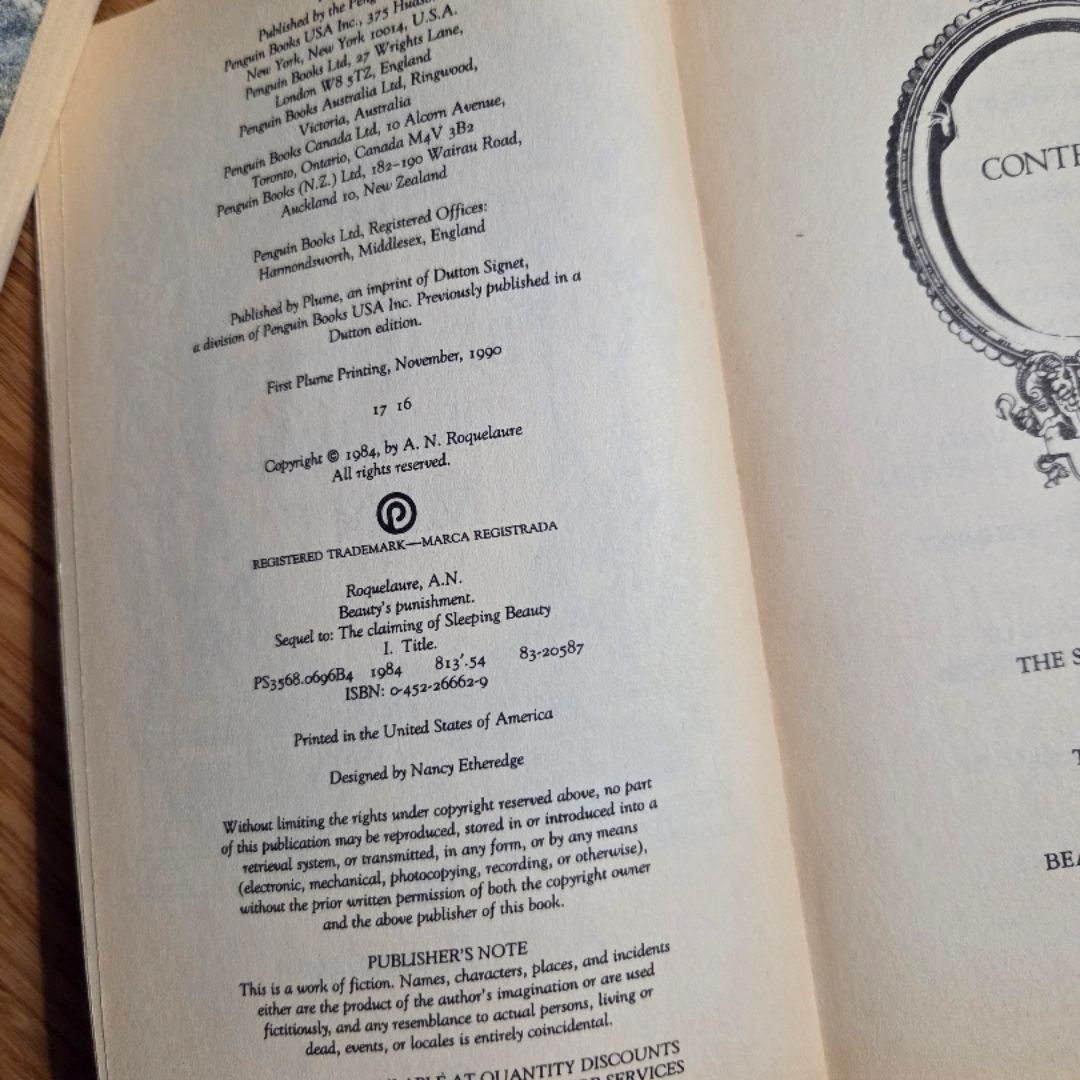 Published by the Penguin
Penguin Books USA Inc., 375 Hudson
New York, New York 10014, U.S.A.
Penguin Books Ltd, 27 Wrights Lane,
London W8 5TZ, England
Penguin Books Australia Ltd, Ringwood,
Victoria, Australia
Penguin Books Canada Ltd, 10 Alcorn Avenue,
Toronto, Ontario, Canada M4V 3B2
Penguin Books (N.Z.) Ltd, 182–190 Wairau Road,
Auckland 10, New Zealand
Penguin Books Ltd, Registered Offices:
Harmondsworth, Middlesex, England
Published by Plume, an imprint of Dutton Signet,
a division of Penguin Books USA Inc. Previously published in a
Dutton edition.
First Plume Printing, November, 1990
17 16
Copyright © 1984, by A. N. Roquelaure
All rights reserved.
P
REGISTERED TRADEMARK—MARCA REGISTRADA
Roquelaure, A.N.
Beauty's punishment.
Sequel to: The claiming of Sleeping Beauty
I. Title.
PS3568.0696B4 1984 813'.54 83-20587
ISBN: 0-452-26662-9
Printed in the United States of America
Designed by Nancy Etheredge
Without limiting the rights under copyright reserved above, no part
of this publication may be reproduced, stored in or introduced into a
retrieval system, or transmitted, in any form, or by any means
(electronic, mechanical, photocopying, recording, or otherwise),
without the prior written permission of both the copyright owner
and the above publisher of this book.
PUBLISHER'S NOTE
This is a work of fiction. Names, characters, places, and incidents
either are the product of the author's imagination or are used
fictitiously, and any resemblance to actual persons, living or
dead, events, or locales is entirely coincidental.
AT QUANTITY DISCOUNTS
SERVICES
CONTE
THE S
T
BEA